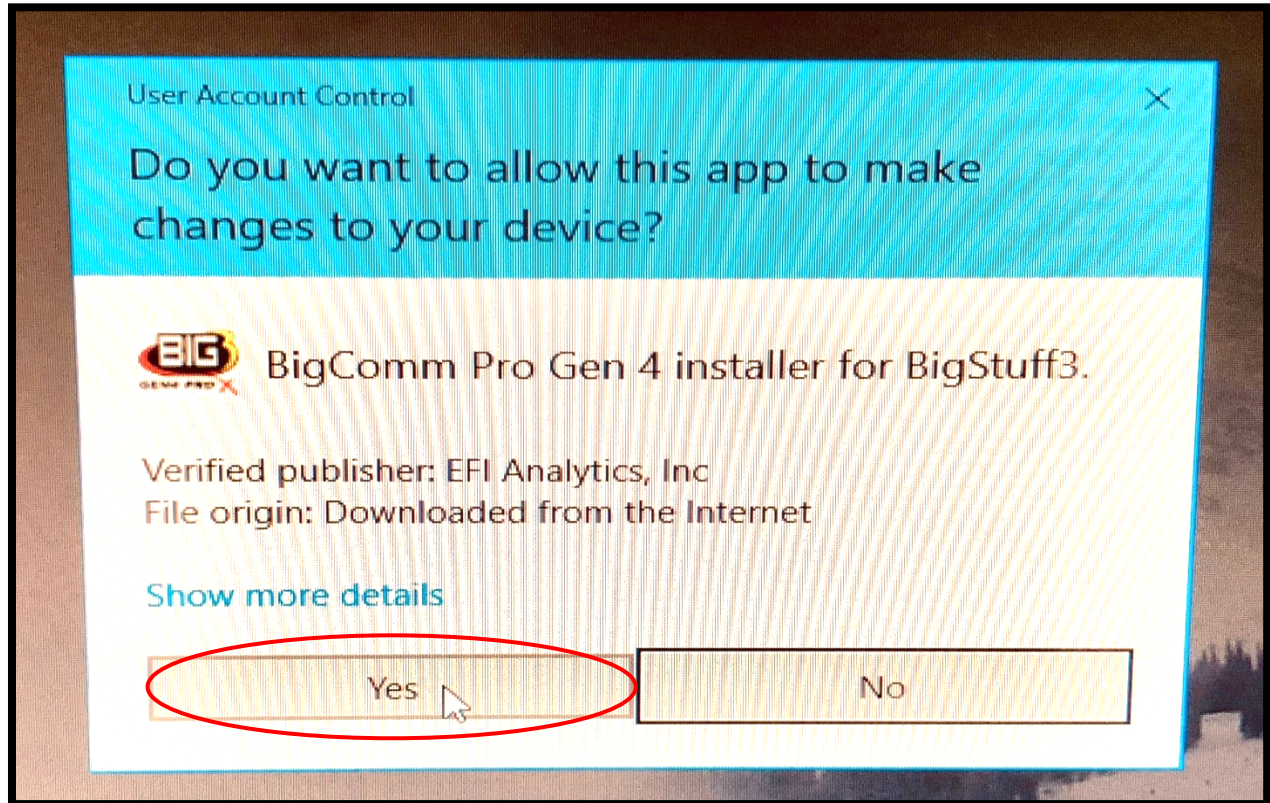 User Account Control
Do you want to allow this app to make
changes to your device?
BIG
GEN4 PRO X
BigComm Pro Gen 4 installer for BigStuff3.
Verified publisher: EFI Analytics, Inc
File origin: Downloaded from the Internet
Show more details
Yes
No